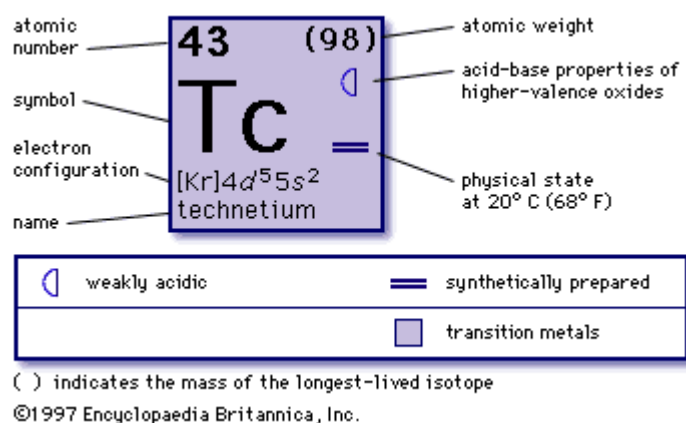 atomic number
43
(98)
atomic weight
Tc
acid-base properties of
higher-valence oxides
symbol
electron
configuration
[Kr]4d⁵5s²
physical state
at 20° C (68° F)
name
technetium
weakly acidic
synthetically prepared
transition metals
( ) indicates the mass of the longest-lived isotope
©1997 Encyclopaedia Britannica, Inc.